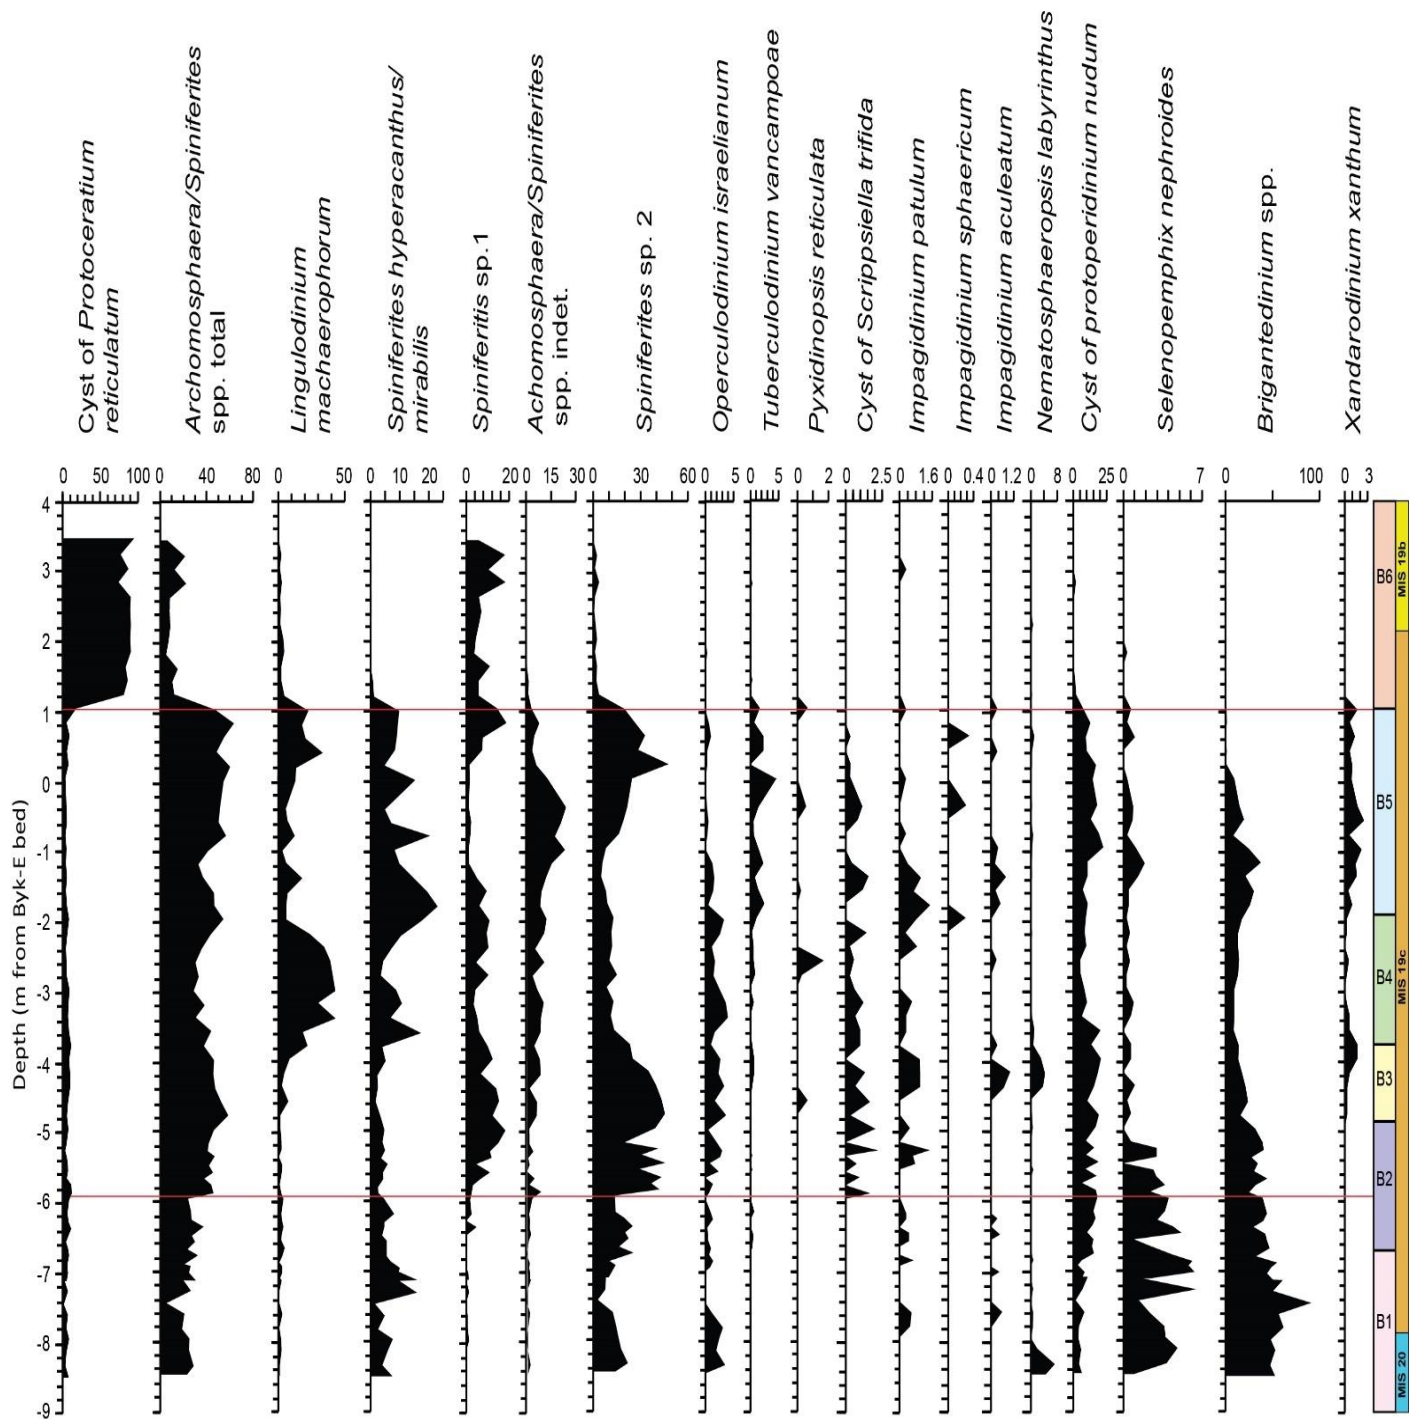 Cyst of Protoceratium
reticulatum
Archomosphaera/Spiniferites
spp. total
Lingulodinium
machaerophorum
Spiniferites hyperacanthus/
mirabilis
Spiniferitis sp.1
Achomosphaera/Spiniferites
spp. indet.
Spiniferites sp. 2
Operculodinium israelianum
Tuberculodinium vancampoae
Pyxidinopsis reticulata
Cyst of Scrippsiella trifida
Impagidinium patulum
Impagidinium sphaericum
Impagidinium aculeatum
Nematosphaeropsis labyrinthus
Cyst of protoperidinium nudum
Selenopemphix nephroides
Brigantedinium spp.
Xandarodinium xanthum
0 50 100 0 40 80 0 50 0 10 20 0 20 0 15 30 0 30 60 0 5 0 5 0 2 0 2.5 0 1.6 0 0.4 0 1.2 0 8 0 25 0 7 0 100 0 3
Depth (m from Byk-E bed)
4
3
2
1
0
-1
-2
-3
-4
-5
-6
-7
-8
-9
B6
B5
B4
B3
B2
B1
MIS 19b
MIS 19c
MIS 20